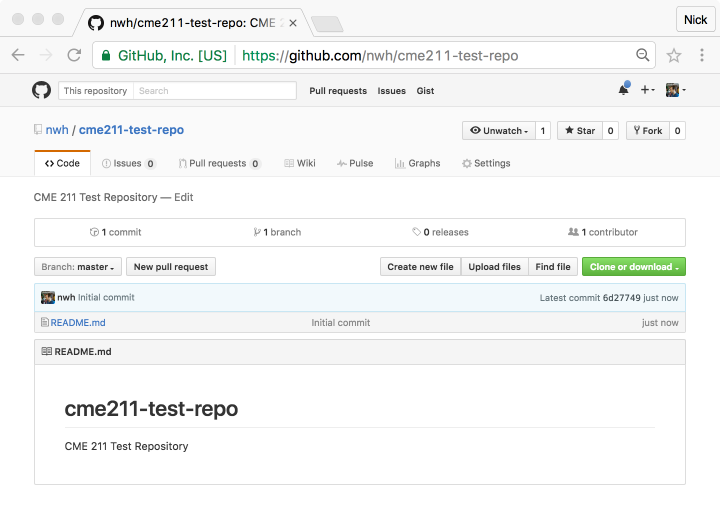 nwh/cme211-test-repo: CME 2
Nick
GitHub, Inc. [US] https://github.com/nwh/cme211-test-repo
This repository Search Pull requests Issues Gist
nwh / cme211-test-repo Unwatch 1 Star 0 Fork 0
Code Issues 0 Pull requests 0 Wiki Pulse Graphs Settings
CME 211 Test Repository — Edit
1 commit 1 branch 0 releases 1 contributor
Branch: master New pull request Create new file Upload files Find file Clone or download
nwh Initial commit Latest commit 6d27749 just now
README.md Initial commit just now
README.md
cme211-test-repo
CME 211 Test Repository